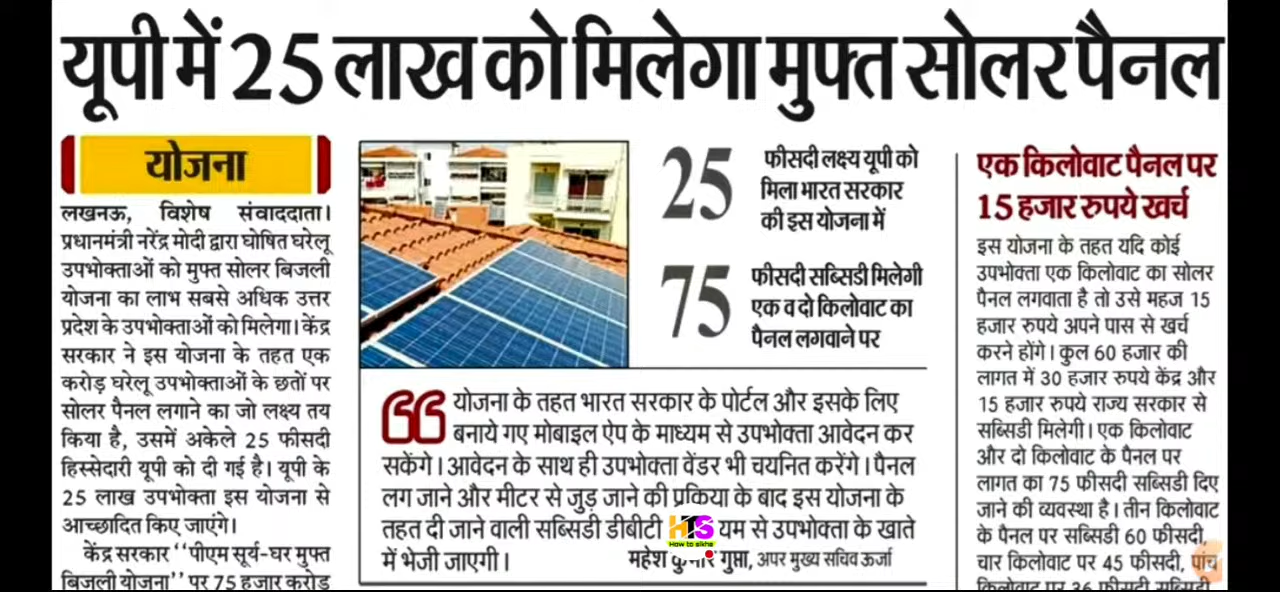 यूपी में 25 लाख को मिलेगा मुफ्त सोलर पैनल
योजना
लखनऊ, विशेष संवाददाता।
प्रधानमंत्री नरेंद्र मोदी द्वारा घोषित घरेलू
उपभोक्ताओं को मुफ्त सोलर बिजली
योजना का लाभ सबसे अधिक उत्तर
प्रदेश के उपभोक्ताओं को मिलेगा। केंद्र
सरकार ने इस योजना के तहत एक
करोड़ घरेलू उपभोक्ताओं के छतों पर
सोलर पैनल लगाने का जो लक्ष्य तय
किया है, उसमें अकेले 25 फीसदी
हिस्सेदारी यूपी को दी गई है। यूपी के
25 लाख उपभोक्ता इस योजना से
आच्छादित किए जाएंगे।
केंद्र सरकार "पीएम सूर्य-घर मुफ्त
बिजली योजना" पर 75 हजार करोड़
25
फीसदी लक्ष्य यूपी को
मिला भारत सरकार
की इस योजना में
75
फीसदी सब्सिडी मिलेगी
एक व दो किलोवाट का
पैनल लगवाने पर
योजना के तहत भारत सरकार के पोर्टल और इसके लिए
बनाये गए मोबाइल ऐप के माध्यम से उपभोक्ता आवेदन कर
सकेंगे। आवेदन के साथ ही उपभोक्ता वेंडर भी चयनित करेंगे। पैनल
लग जाने और मीटर से जुड़ जाने की प्रकिया के बाद इस योजना के
तहत दी जाने वाली सब्सिडी डीबीटी यम से उपभोक्ता के खाते
में भेजी जाएगी।
महेश कुमार गुप्ता, अपर मुख्य सचिव ऊर्जा
HTS
How to sikhe
एक किलोवाट पैनल पर
15 हजार रुपये खर्च
इस योजना के तहत यदि कोई
उपभोक्ता एक किलोवाट का सोलर
पैनल लगवाता है तो उसे महज 15
हजार रुपये अपने पास से खर्च
करने होंगे। कुल 60 हजार की
लागत में 30 हजार रुपये केंद्र और
15 हजार रुपये राज्य सरकार से
सब्सिडी मिलेगी। एक किलोवाट
और दो किलोवाट के पैनल पर
लागत का 75 फीसदी सब्सिडी दिए
जाने की व्यवस्था है। तीन किलोवाट
के पैनल पर सब्सिडी 60 फीसदी,
चार किलोवाट पर 45 फीसदी, पांच
किलोवाट पर 36 फीसदी सब्सिडी